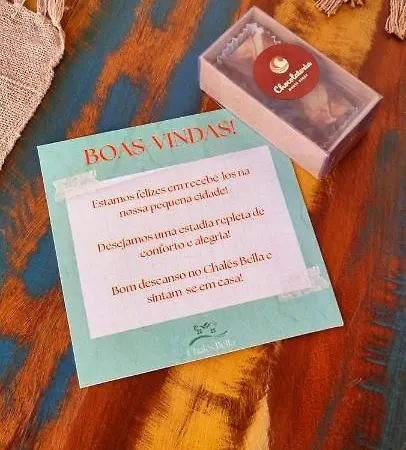 Chocolataria
BOAS VINDAS!
Estamos felizes em recebê-los na
nossa pequena cidade!
Desejamos uma estadia repleta de
conforto e alegria!
Bom descanso no Chalés Bella e
sintam-se em casa!
Chalés Bella